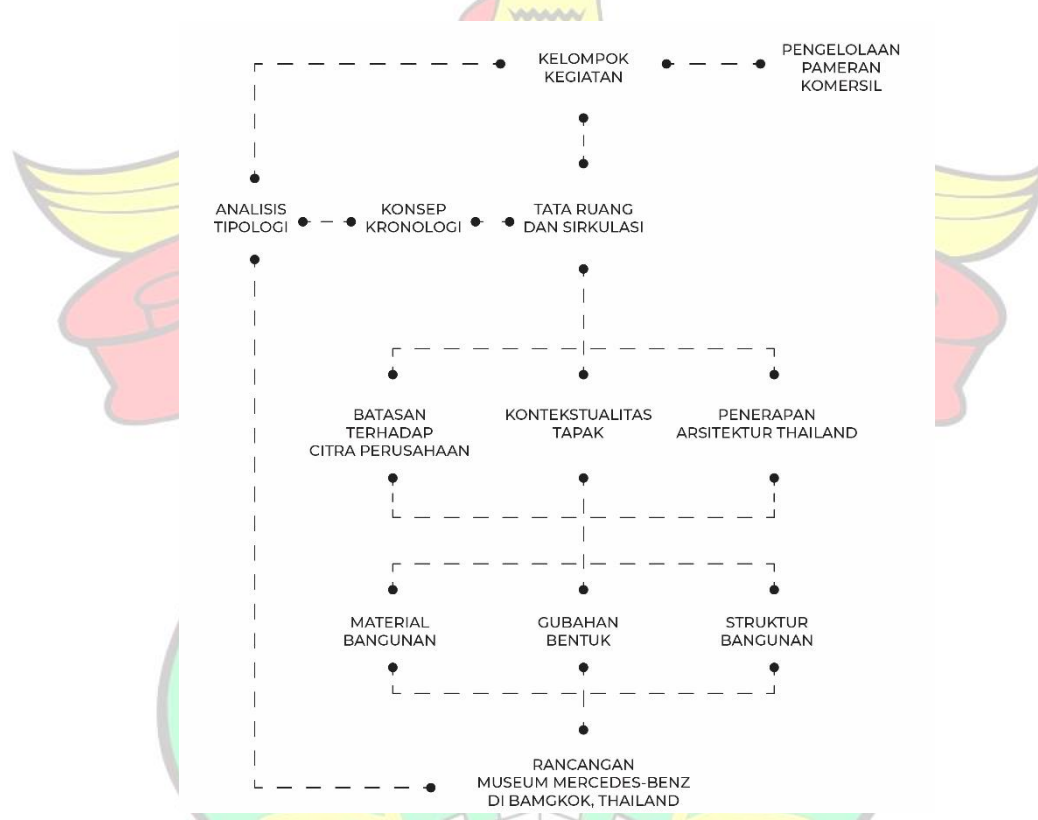 KELOMPOK
KEGIATAN
PENGELOLAAN
PAMERAN
KOMERSIL
ANALISIS
TIPOLOGI
KONSEP
KRONOLOGI
TATA RUANG
DAN SIRKULASI
BATASAN
TERHADAP
CITRA PERUSAHAAN
KONTEKSTUALITAS
TAPAK
PENERAPAN
ARSITEKTUR THAILAND
MATERIAL
BANGUNAN
GUBAHAN
BENTUK
STRUKTUR
BANGUNAN
RANCANGAN
MUSEUM MERCEDES-BENZ
DI BAMGKOK, THAILAND